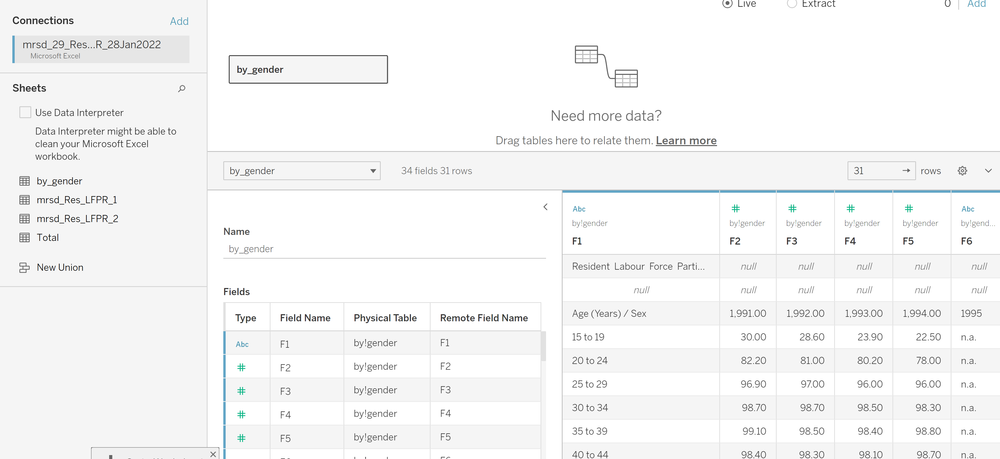 Live Extract 0 Add
Connections Add
mrsd_29_Res...R_28Jan2022
Microsoft Excel
by_gender
Sheets
Use Data Interpreter
Data Interpreter might be able to
clean your Microsoft Excel
workbook.
by_gender
mrsd_Res_LFPR_1
mrsd_Res_LFPR_2
Total
New Union
Need more data?
Drag tables here to relate them. Learn more
by_gender 34 fields 31 rows 31 → rows
Name
by_gender
Fields
Type Field Name Physical Table Remote Field Name
Abc F1 by!gender F1
# F2 by!gender F2
# F3 by!gender F3
# F4 by!gender F4
# F5 by!gender F5
Abc # # # # Abc
by!gender by!gender by!gender by!gender by!gender by!gend...
F1 F2 F3 F4 F5 F6
Resident Labour Force Parti... null null null null null
null null null null null null
Age (Years) / Sex 1,991.00 1,992.00 1,993.00 1,994.00 1995
15 to 19 30.00 28.60 23.90 22.50 n.a.
20 to 24 82.20 81.00 80.20 78.00 n.a.
25 to 29 96.90 97.00 96.00 96.00 n.a.
30 to 34 98.70 98.70 98.50 98.30 n.a.
35 to 39 99.10 98.50 98.40 98.80 n.a.
40 to 44 98.40 98.30 98.10 98.70 n.a.